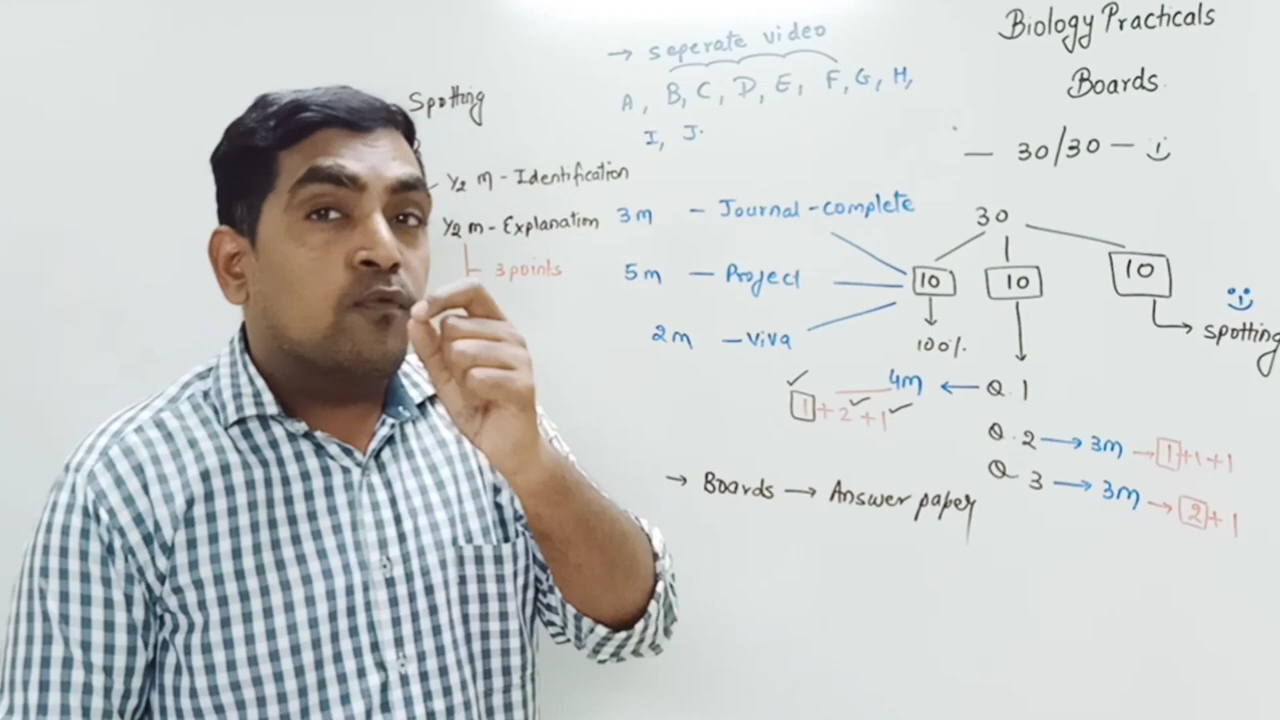 Biology Practicals
Boards
— 30/30 —
→ seperate video
A, B, C, D, E, F, G, H,
I, J.
Spotting
½ m - Identification
½ m - Explanation
3 points
3m - Journal - complete
5m — Project
2m — Viva
30
10 10 10
100%.
spotting
Q.1 → 4m
1 + 2 + 1
Q.2 → 3m → 1+1+1
Q 3 → 3m → 2+1
→ Boards → Answer paper